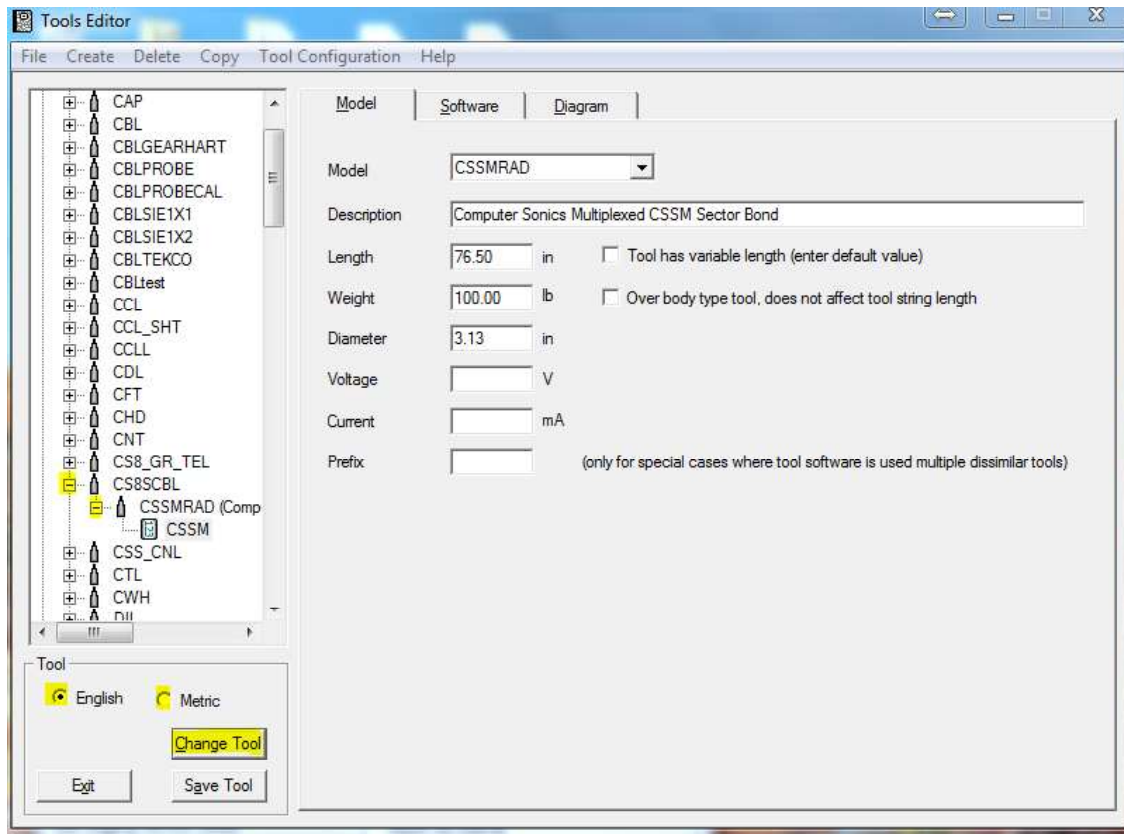 Tools Editor
File Create Delete Copy Tool Configuration Help
CAP
CBL
CBLGEARHART
CBLPROBE
CBLPROBECAL
CBLSIE1X1
CBLSIE1X2
CBLTEKCO
CBLtest
CCL
CCL_SHT
CCLL
CDL
CFT
CHD
CNT
CS8_GR_TEL
CS8SCBL
CSSMRAD (Comp
CSSM
CSS_CNL
CTL
CWH
Tool
English Metric
Change Tool
Exit Save Tool
Model Software Diagram
Model CSSMRAD
Description Computer Sonics Multiplexed CSSM Sector Bond
Length 76.50 in Tool has variable length (enter default value)
Weight 100.00 lb Over body type tool, does not affect tool string length
Diameter 3.13 in
Voltage V
Current mA
Prefix (only for special cases where tool software is used multiple dissimilar tools)